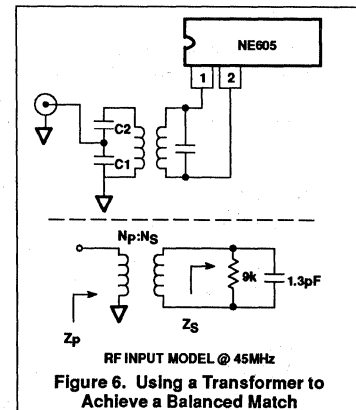 NE605
1 2
C2
C1
NP:NS
9k
1.3pF
ZP
ZS
RF INPUT MODEL @ 45MHz
Figure 6. Using a Transformer to
Achieve a Balanced Match